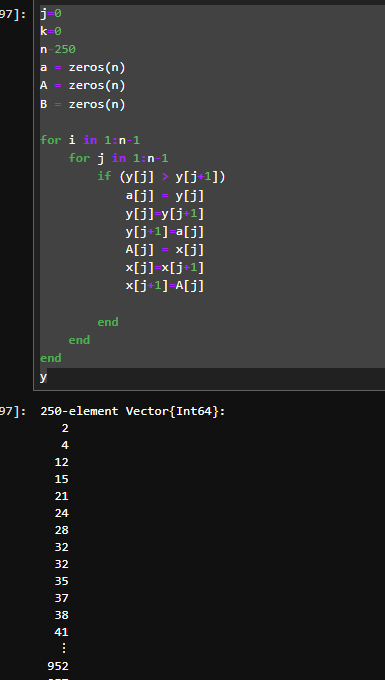 97]:
j=0
k=0
n=250
a = zeros(n)
A = zeros(n)
B = zeros(n)
for i in 1:n-1
for j in 1:n-1
if (y[j] > y[j+1])
a[j] = y[j]
y[j]=y[j+1]
y[j+1]=a[j]
A[j] = x[j]
x[j]=x[j+1]
x[j+1]=A[j]
end
end
end
y
97]: 250-element Vector{Int64}:
2
4
12
15
21
24
28
32
32
35
37
38
41
⋮
952